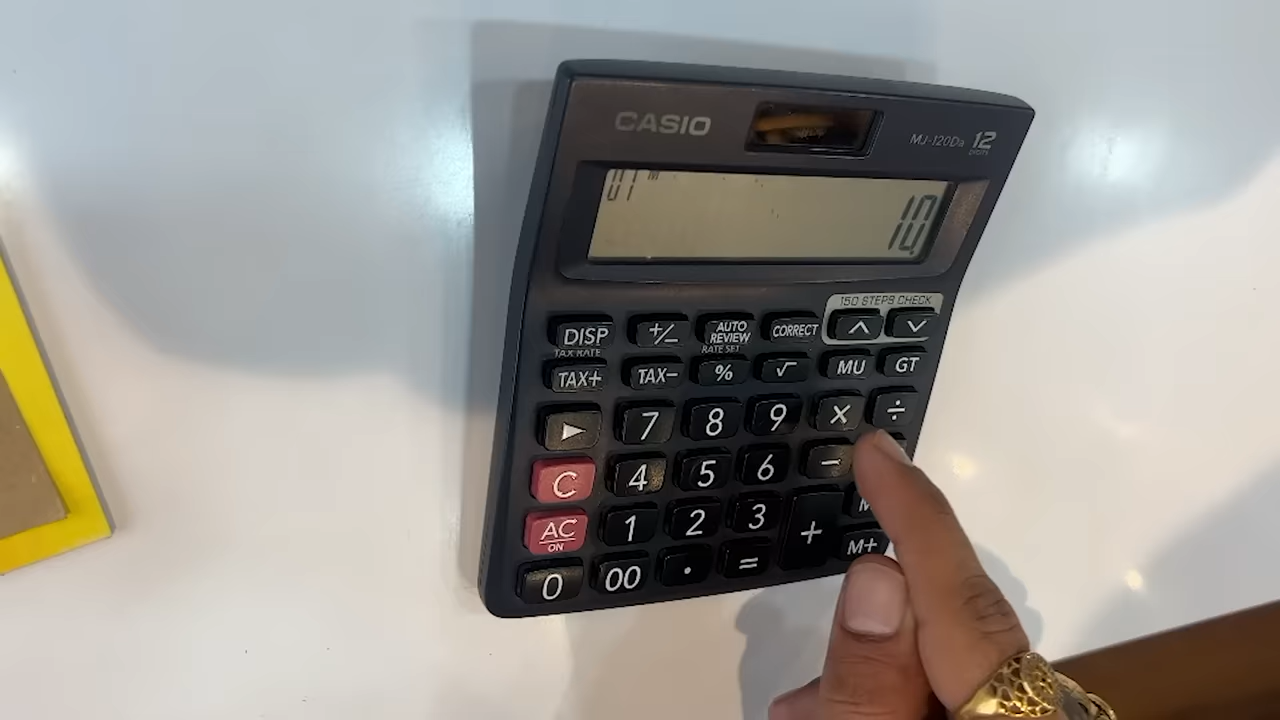 CASIO
MJ-120Da 12
DIGITS
01 M
10.
150 STEPS CHECK
DISP +/− AUTO REVIEW CORRECT
TAX RATE RATE SET
TAX+ TAX− % √ MU GT
7 8 9 × ÷
C 4 5 6 −
AC ON 1 2 3 + M
0 00 · = M+